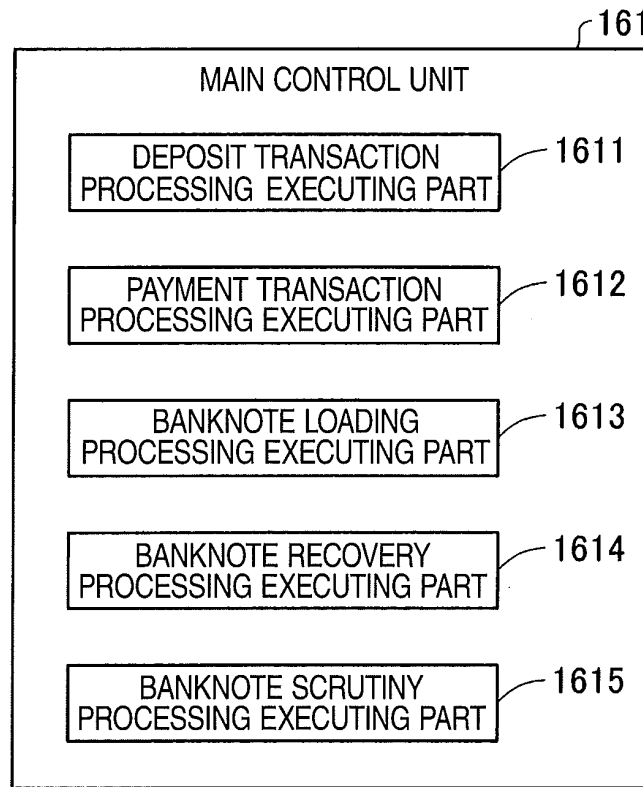 161
MAIN CONTROL UNIT
DEPOSIT TRANSACTION
PROCESSING EXECUTING PART
1611
PAYMENT TRANSACTION
PROCESSING EXECUTING PART
1612
BANKNOTE LOADING
PROCESSING EXECUTING PART
1613
BANKNOTE RECOVERY
PROCESSING EXECUTING PART
1614
BANKNOTE SCRUTINY
PROCESSING EXECUTING PART
1615